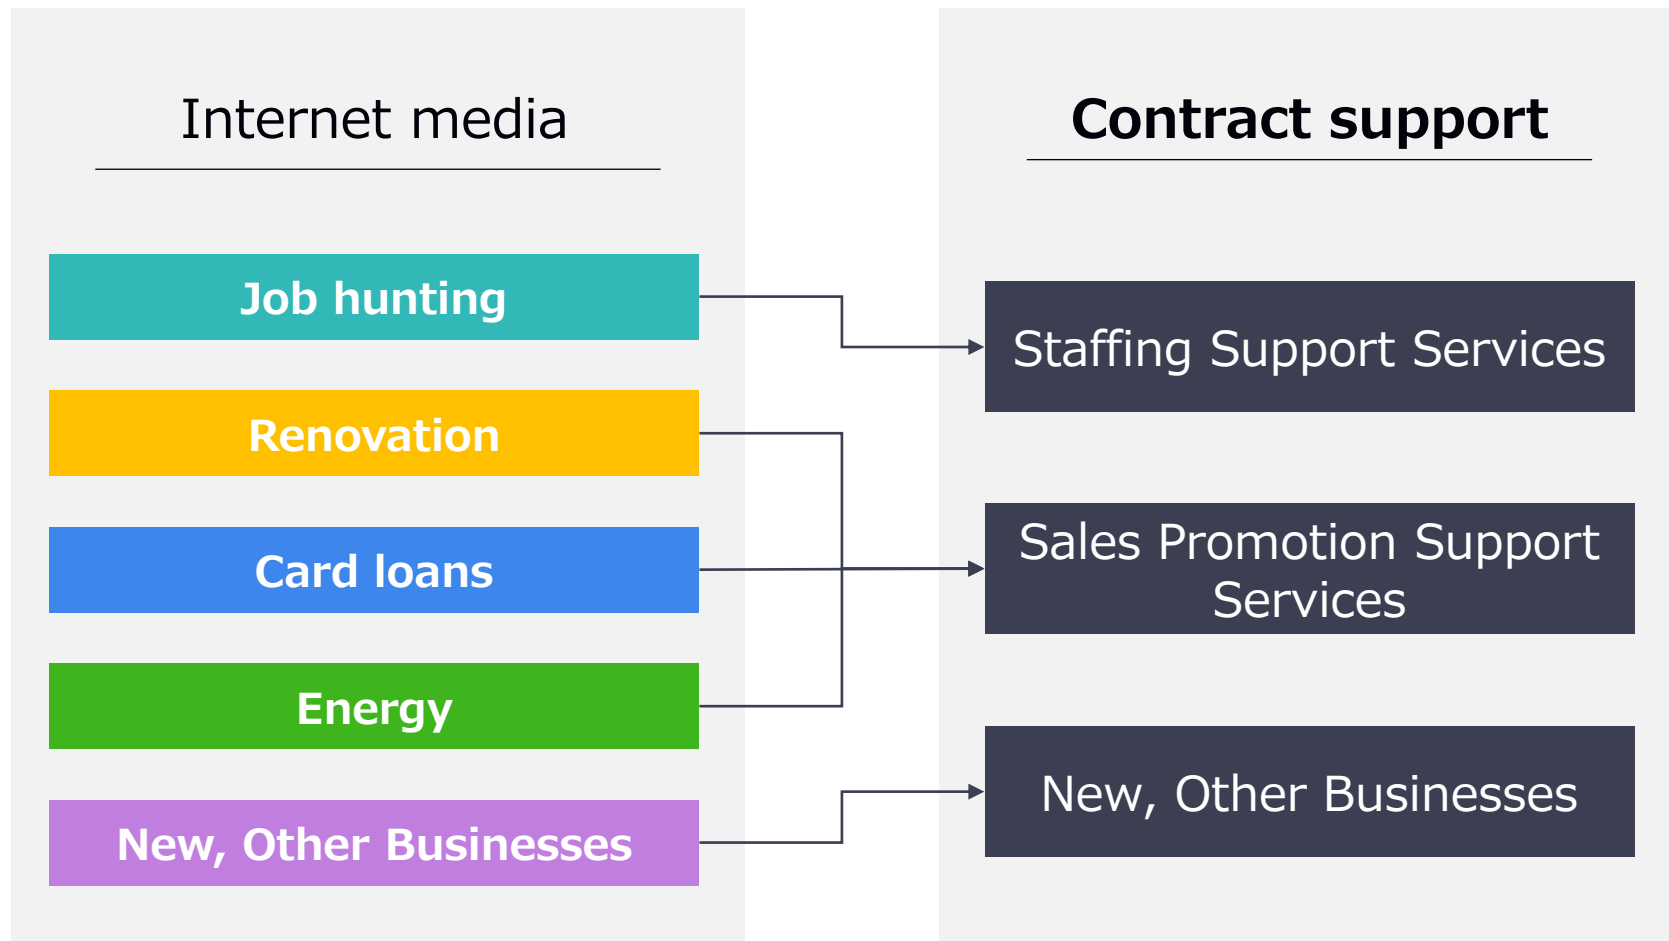 Internet media
Job hunting
Renovation
Card loans
Energy
New, Other Businesses
Contract support
Staffing Support Services
Sales Promotion Support
Services
New, Other Businesses